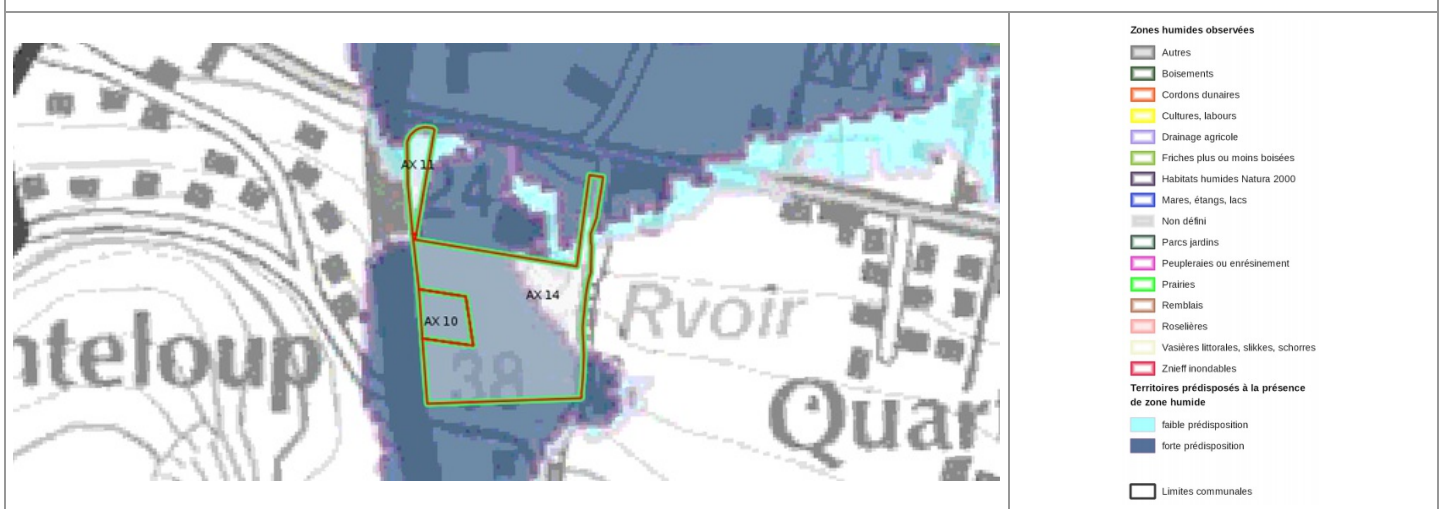 AX 11
24
AX 14
AX 10
Rvoir
nteloup
38
Quar
Zones humides observées
Autres
Boisements
Cordons dunaires
Cultures, labours
Drainage agricole
Friches plus ou moins boisées
Habitats humides Natura 2000
Mares, étangs, lacs
Non défini
Parcs jardins
Peupleraies ou enrésinement
Prairies
Remblais
Roselières
Vasières littorales, slikkes, schorres
Znieff inondables
Territoires prédisposés à la présence
de zone humide
faible prédisposition
forte prédisposition
Limites communales